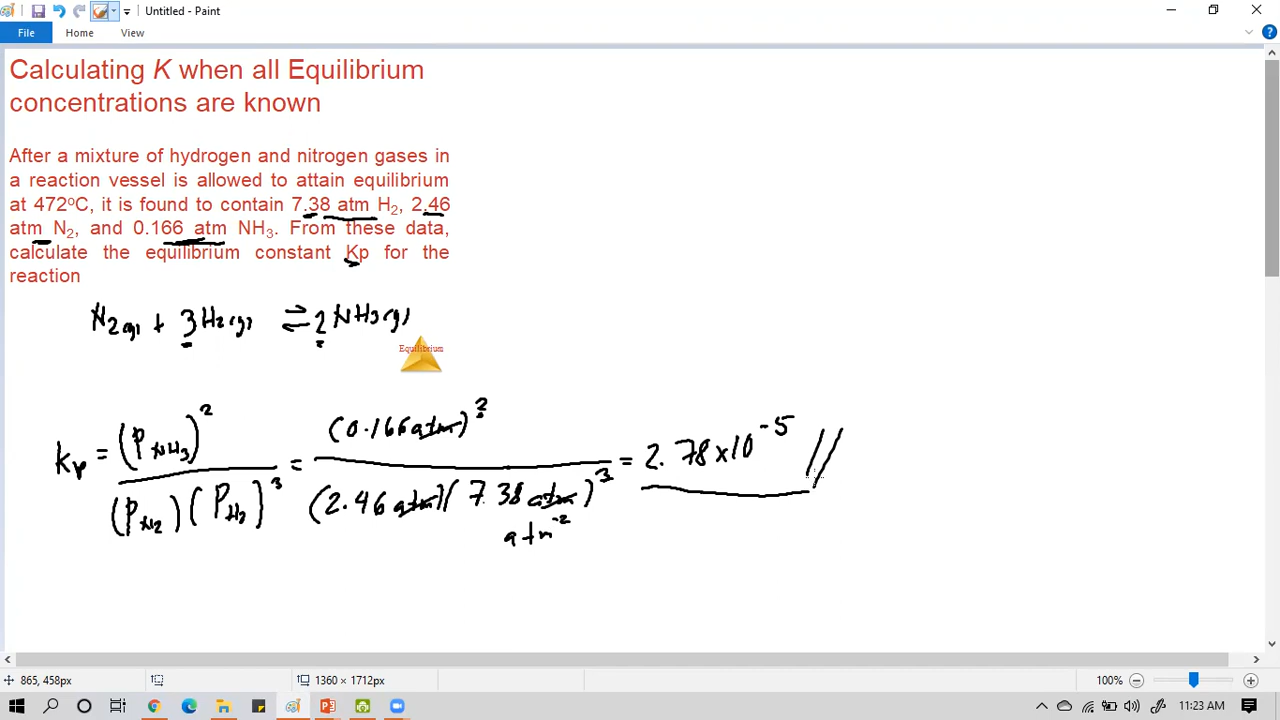 Untitled - Paint
File Home View
Calculating K when all Equilibrium
concentrations are known
After a mixture of hydrogen and nitrogen gases in
a reaction vessel is allowed to attain equilibrium
at 472°C, it is found to contain 7.38 atm H₂, 2.46
atm N₂, and 0.166 atm NH₃. From these data,
calculate the equilibrium constant Kp for the
reaction
N₂(g) + 3H₂(g) ⇌ 2NH₃(g)
Equilibrium
Kp = (P NH₃)² / (P N₂)(P H₂)³ = (0.166 atm)² / (2.46 atm)(7.38 atm)³ = 2.78 x 10⁻⁵ //
atm⁻²
865, 458px 1360 × 1712px 100%
11:23 AM